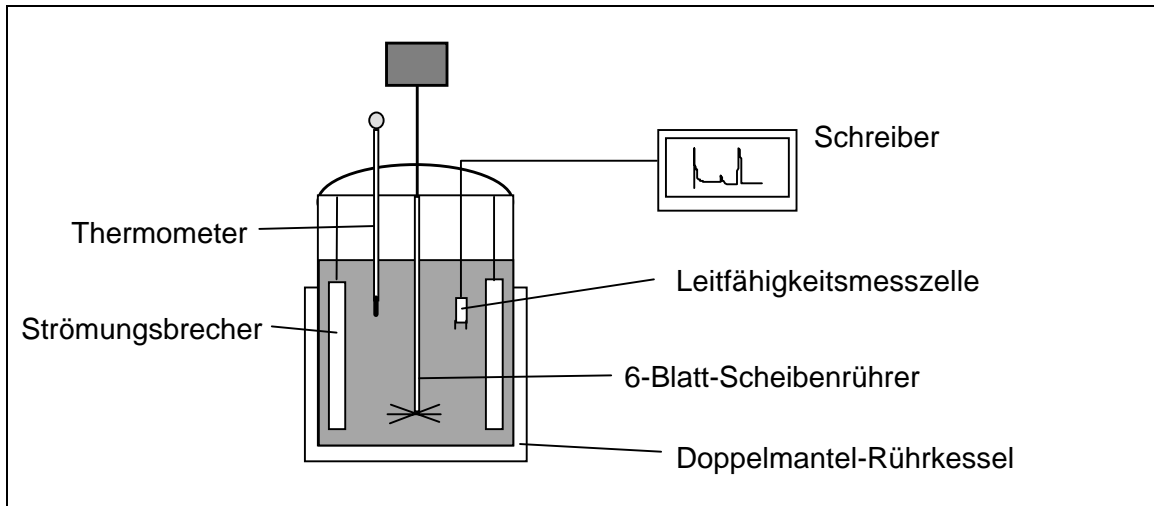 Schreiber
Thermometer
Leitfähigkeitsmesszelle
Strömungsbrecher
6-Blatt-Scheibenrührer
Doppelmantel-Rührkessel